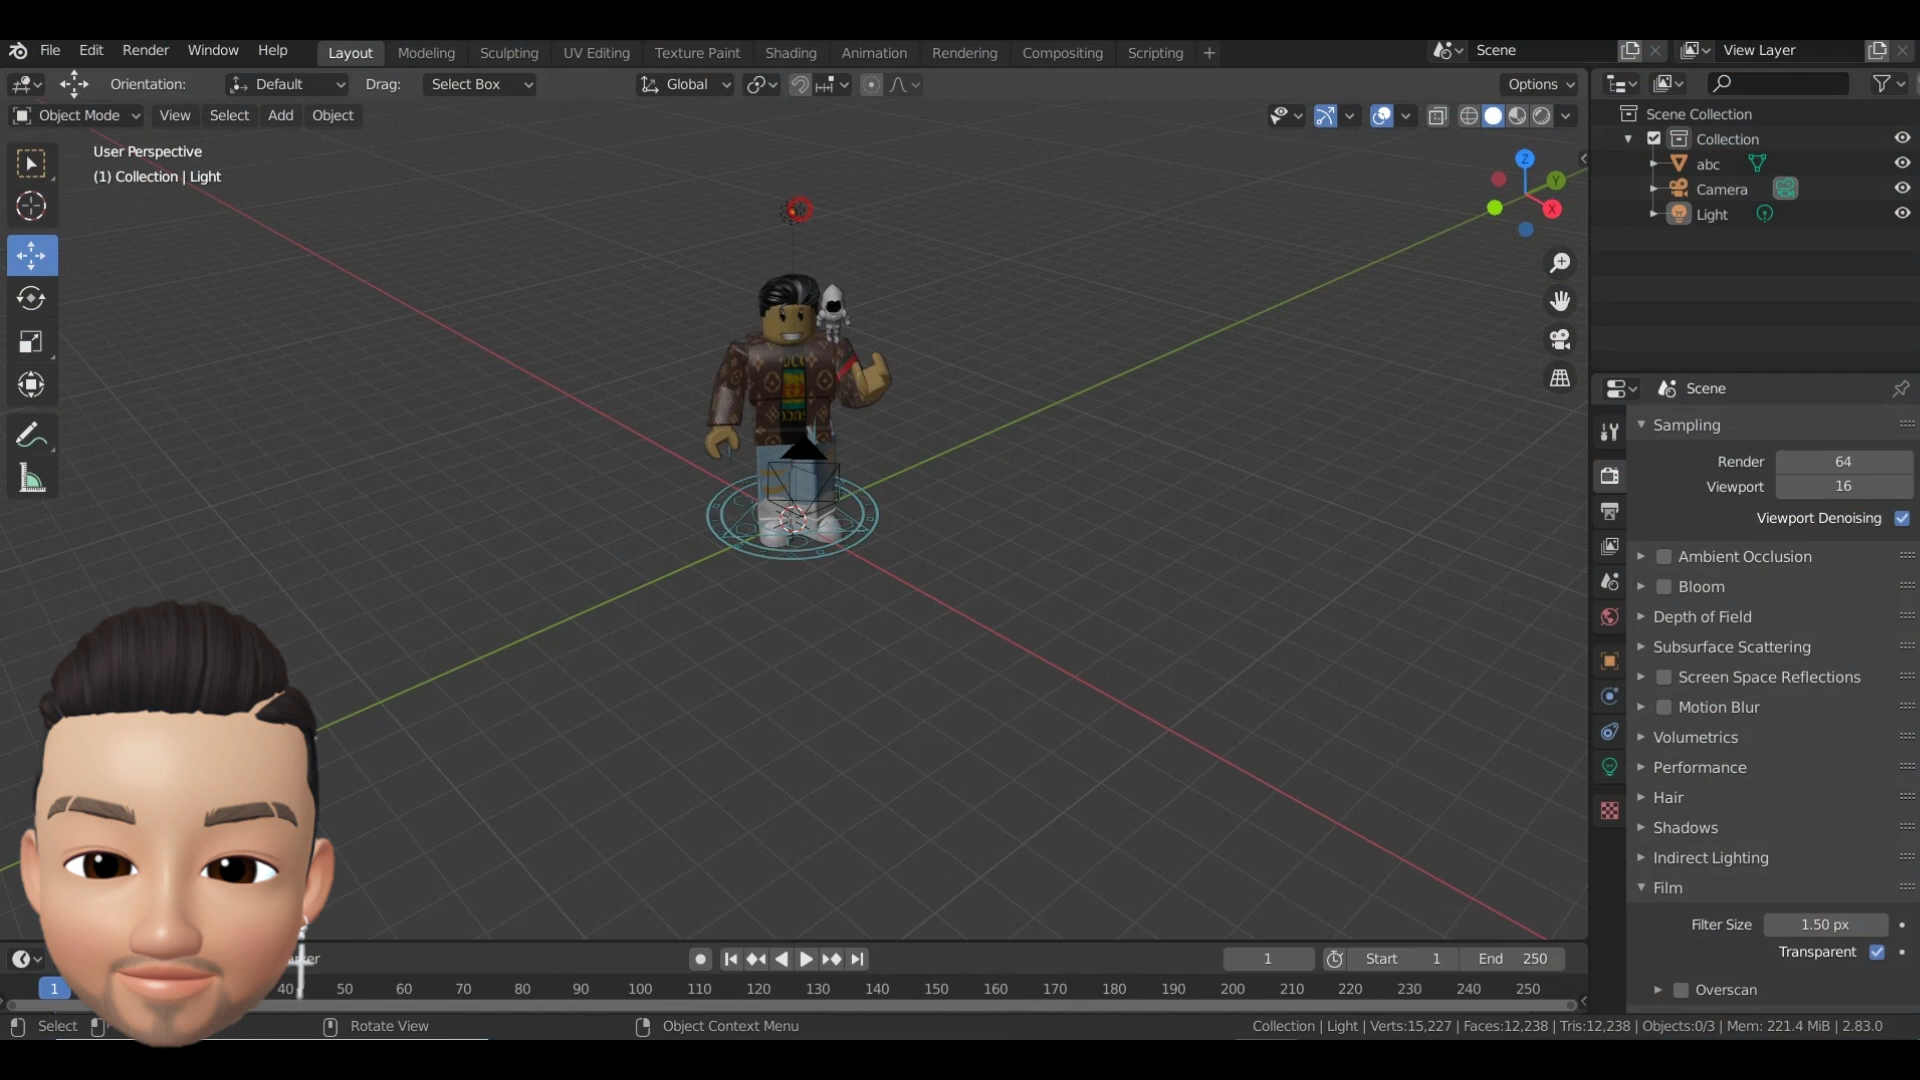 File Edit Render Window Help Layout Modeling Sculpting UV Editing Texture Paint Shading Animation Rendering Compositing Scripting + Scene View Layer
Orientation: Default Drag: Select Box Global Options
Object Mode View Select Add Object
User Perspective
(1) Collection | Light
Z
Y
X
GUCCI
Scene Collection
Collection
abc
Camera
Light
Scene
Sampling
Render 64
Viewport 16
Viewport Denoising
Ambient Occlusion
Bloom
Depth of Field
Subsurface Scattering
Screen Space Reflections
Motion Blur
Volumetrics
Performance
Hair
Shadows
Indirect Lighting
Film
Filter Size 1.50 px
Transparent
Overscan
1 Start 1 End 250
1 40 50 60 70 80 90 100 110 120 130 140 150 160 170 180 190 200 210 220 230 240 250
Select Rotate View Object Context Menu Collection | Light | Verts:15,227 | Faces:12,238 | Tris:12,238 | Objects:0/3 | Mem: 221.4 MiB | 2.83.0